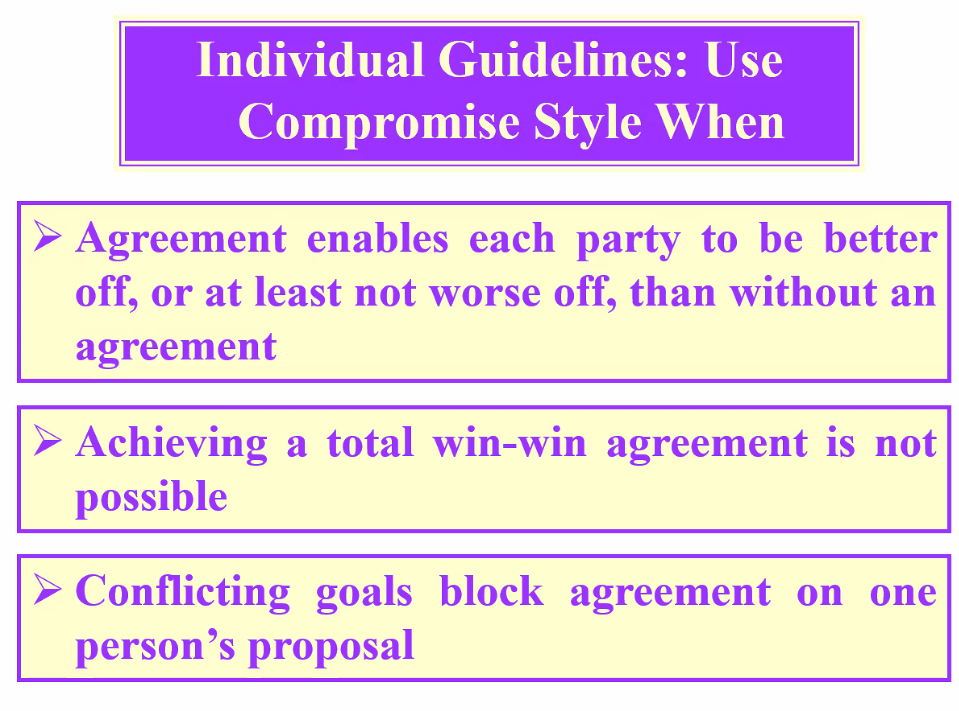 Individual Guidelines: Use
Compromise Style When
➢ Agreement enables each party to be better
off, or at least not worse off, than without an
agreement
➢ Achieving a total win-win agreement is not
possible
➢ Conflicting goals block agreement on one
person’s proposal